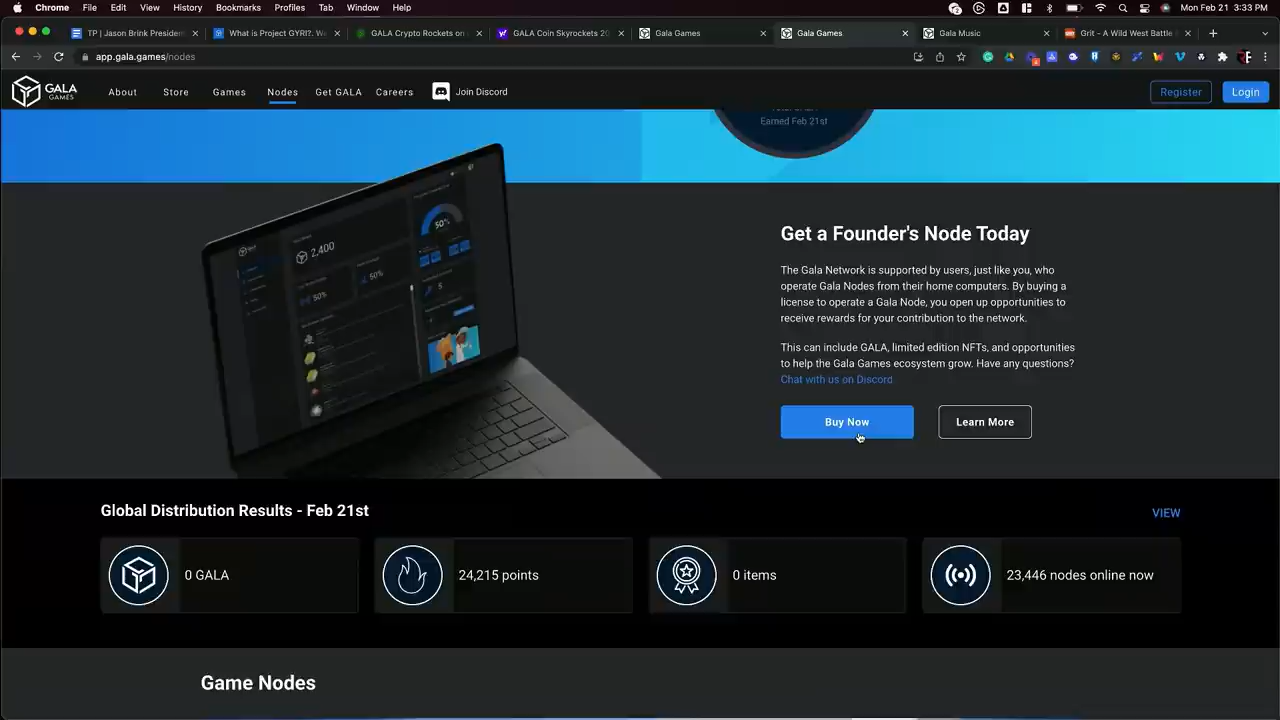 Chrome File Edit View History Bookmarks Profiles Tab Window Help Mon Feb 21 3:33 PM
TP | Jason Brink Presiden What is Project GYRI?. We GALA Crypto Rockets on GALA Coin Skyrockets 20 Gala Games Gala Games Gala Music Grit - A Wild West Battle
app.gala.games/nodes
GALA GAMES About Store Games Nodes Get GALA Careers Join Discord Register Login
Earned Feb 21st
2,400
50%
50%
50%
5
Get a Founder's Node Today
The Gala Network is supported by users, just like you, who
operate Gala Nodes from their home computers. By buying a
license to operate a Gala Node, you open up opportunities to
receive rewards for your contribution to the network.
This can include GALA, limited edition NFTs, and opportunities
to help the Gala Games ecosystem grow. Have any questions?
Chat with us on Discord.
Buy Now Learn More
Global Distribution Results - Feb 21st VIEW
0 GALA 24,215 points 0 items 23,446 nodes online now
Game Nodes